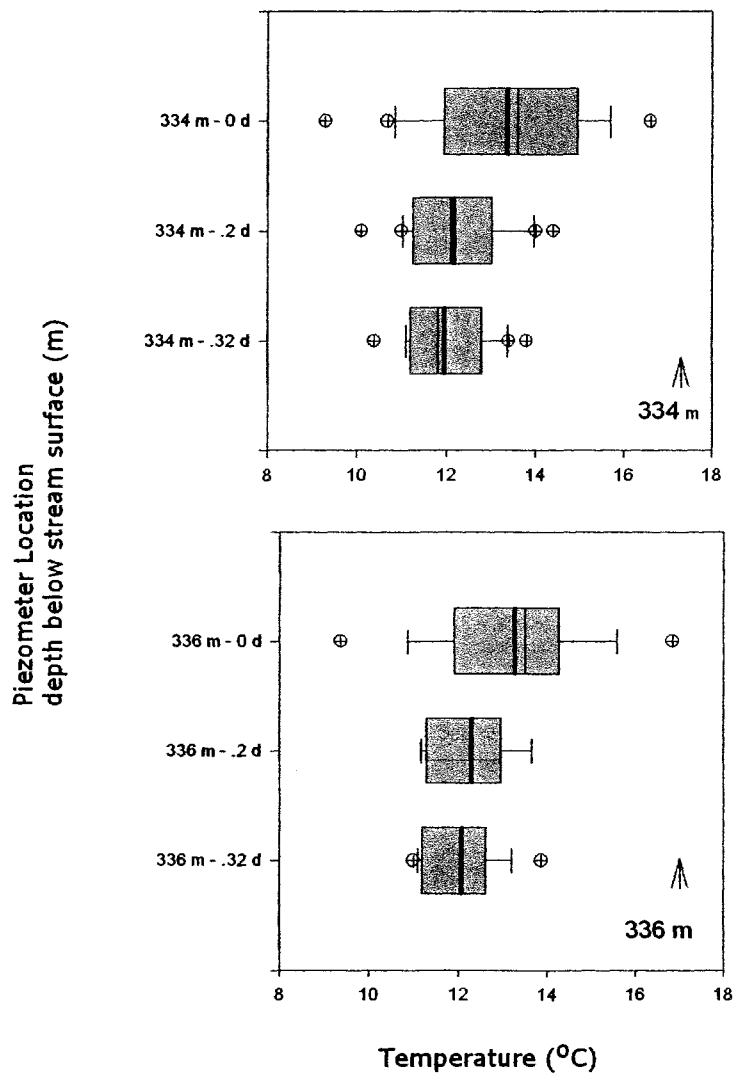 Piezometer Location
depth below stream surface (m)
334 m - 0 d
334 m - .2 d
334 m - .32 d
334 m
8 10 12 14 16 18
336 m - 0 d
336 m - .2 d
336 m - .32 d
336 m
8 10 12 14 16 18
Temperature (°C)